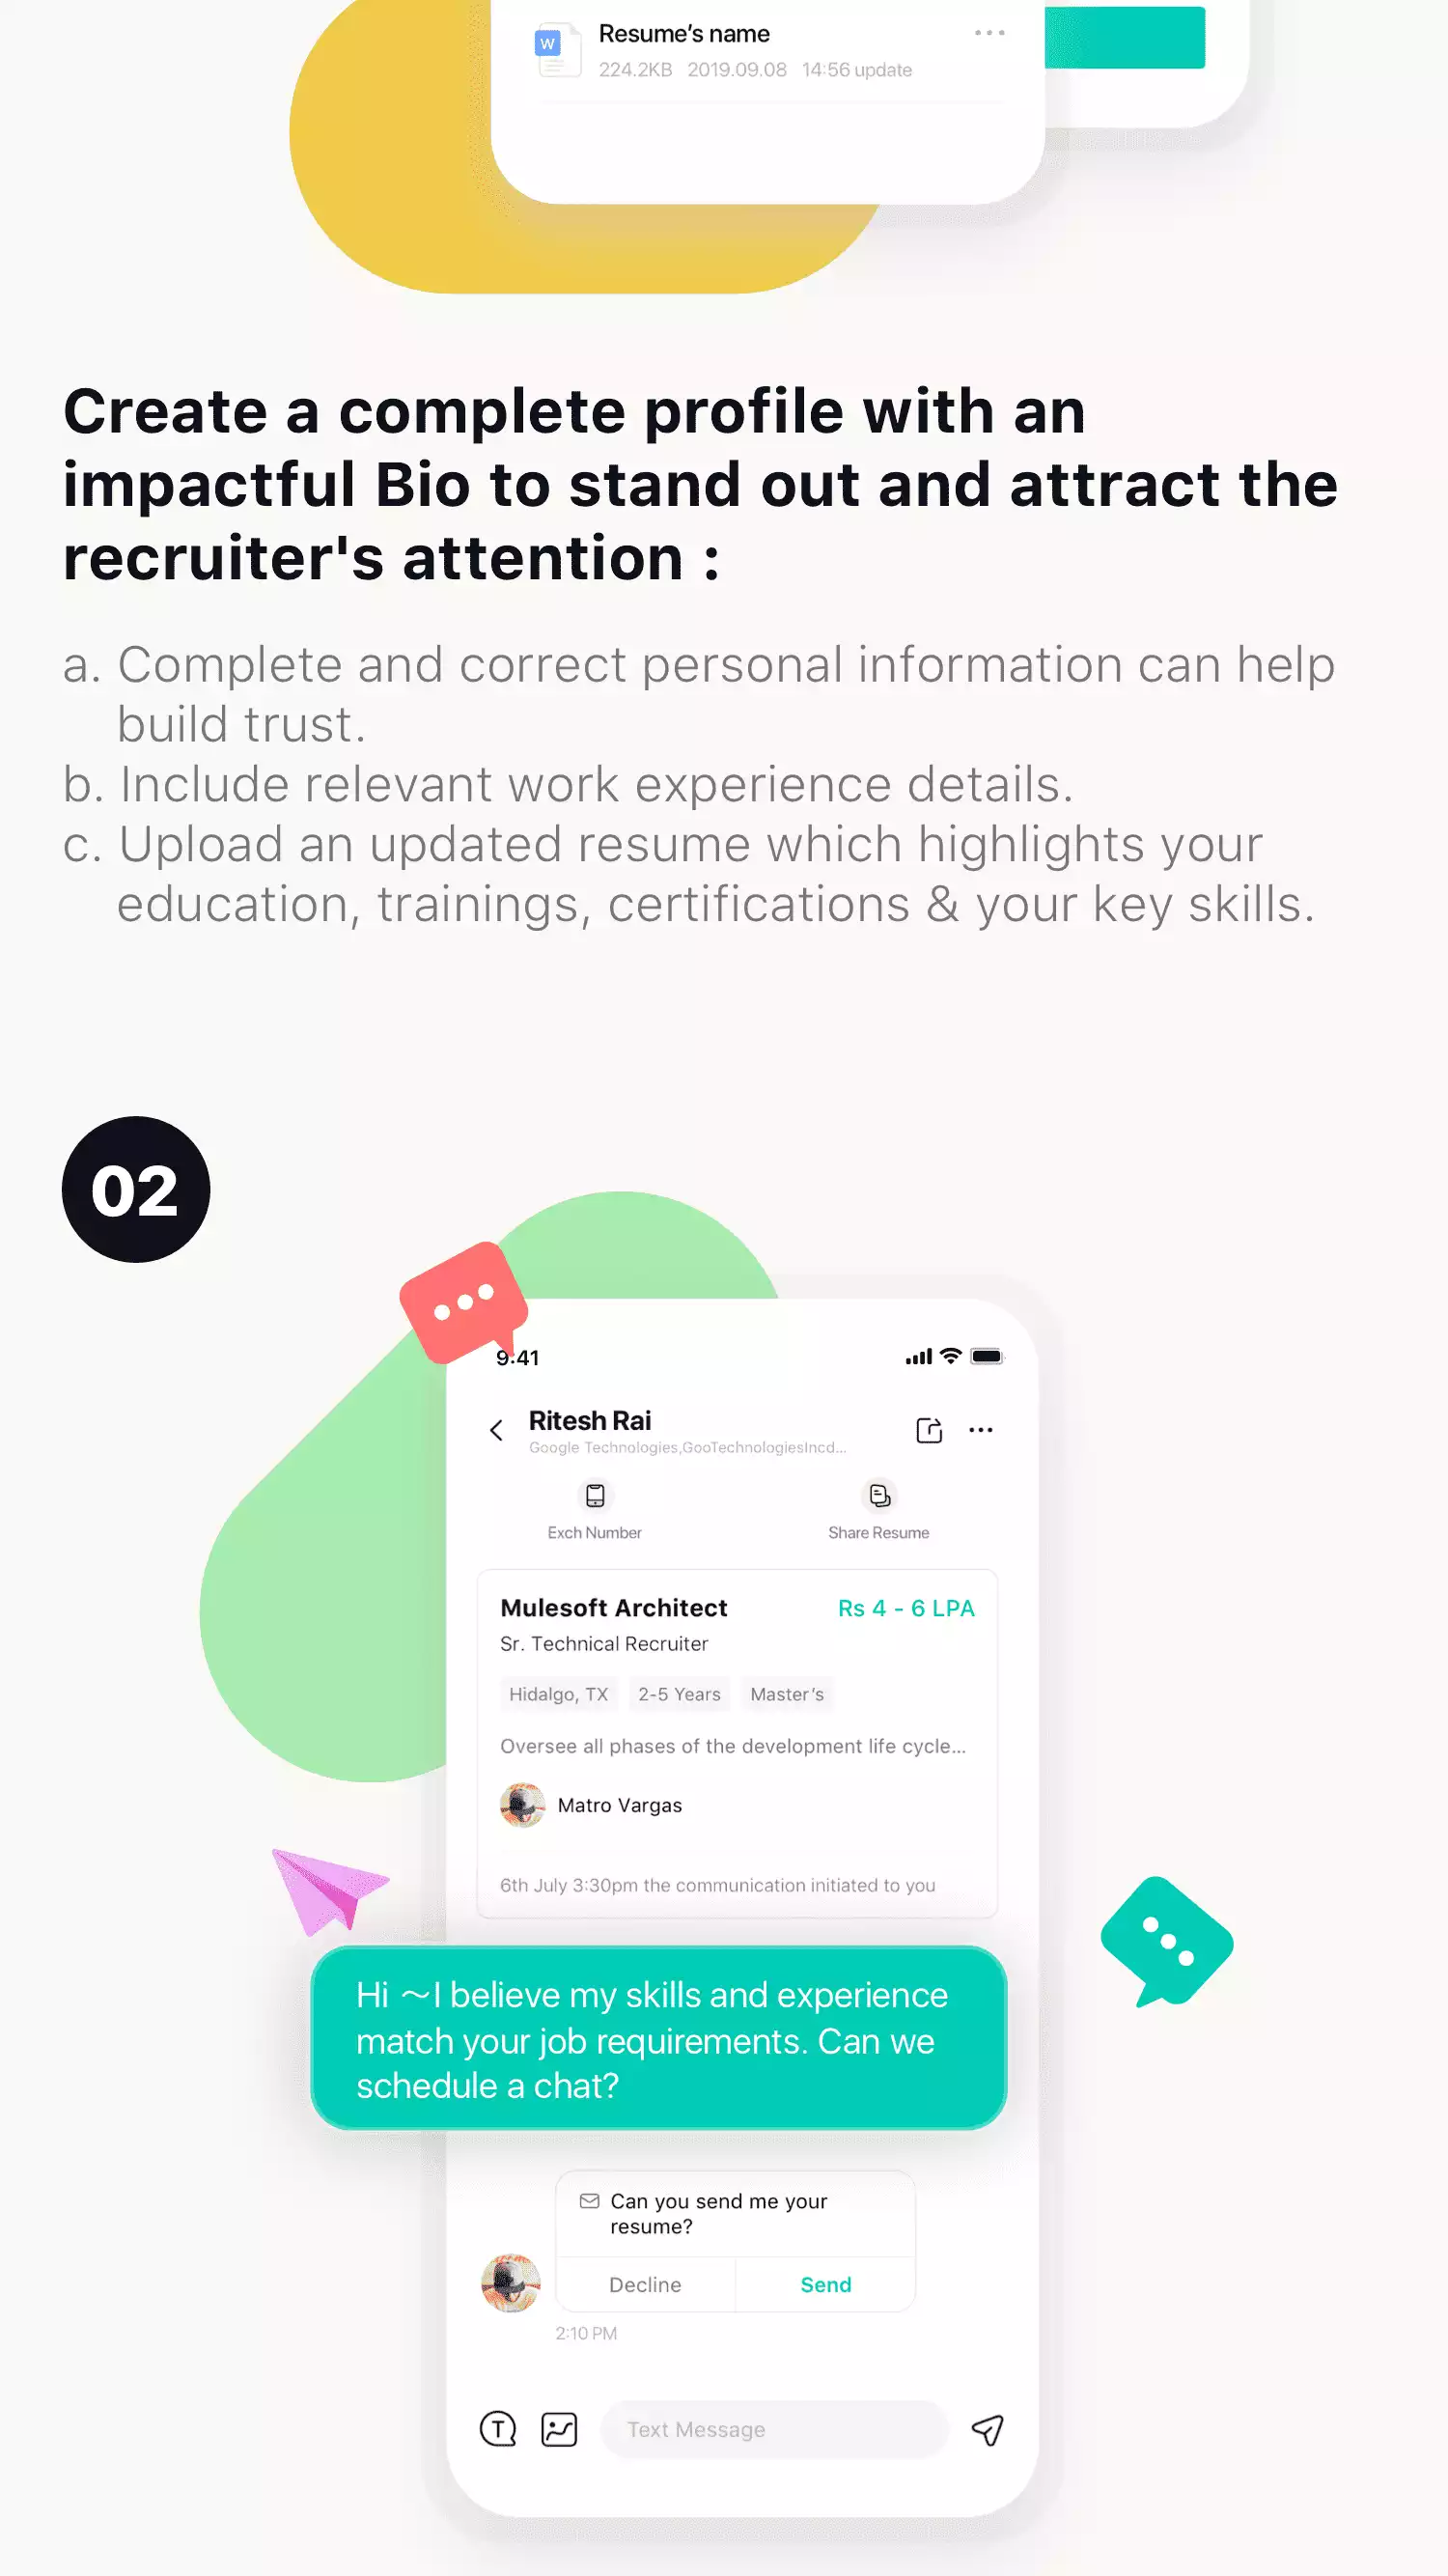 W
Resume’s name
224.2KB 2019.09.08 14:56 update
Create a complete profile with an
impactful Bio to stand out and attract the
recruiter's attention :
a. Complete and correct personal information can help
build trust.
b. Include relevant work experience details.
c. Upload an updated resume which highlights your
education, trainings, certifications & your key skills.
02
9:41
Ritesh Rai
Google Technologies,GooTechnologiesIncd...
Exch Number Share Resume
Mulesoft Architect Rs 4 - 6 LPA
Sr. Technical Recruiter
Hidalgo, TX 2-5 Years Master’s
Oversee all phases of the development life cycle...
Matro Vargas
6th July 3:30pm the communication initiated to you
Hi ～I believe my skills and experience
match your job requirements. Can we
schedule a chat?
Can you send me your
resume?
Decline Send
2:10 PM
T Text Message